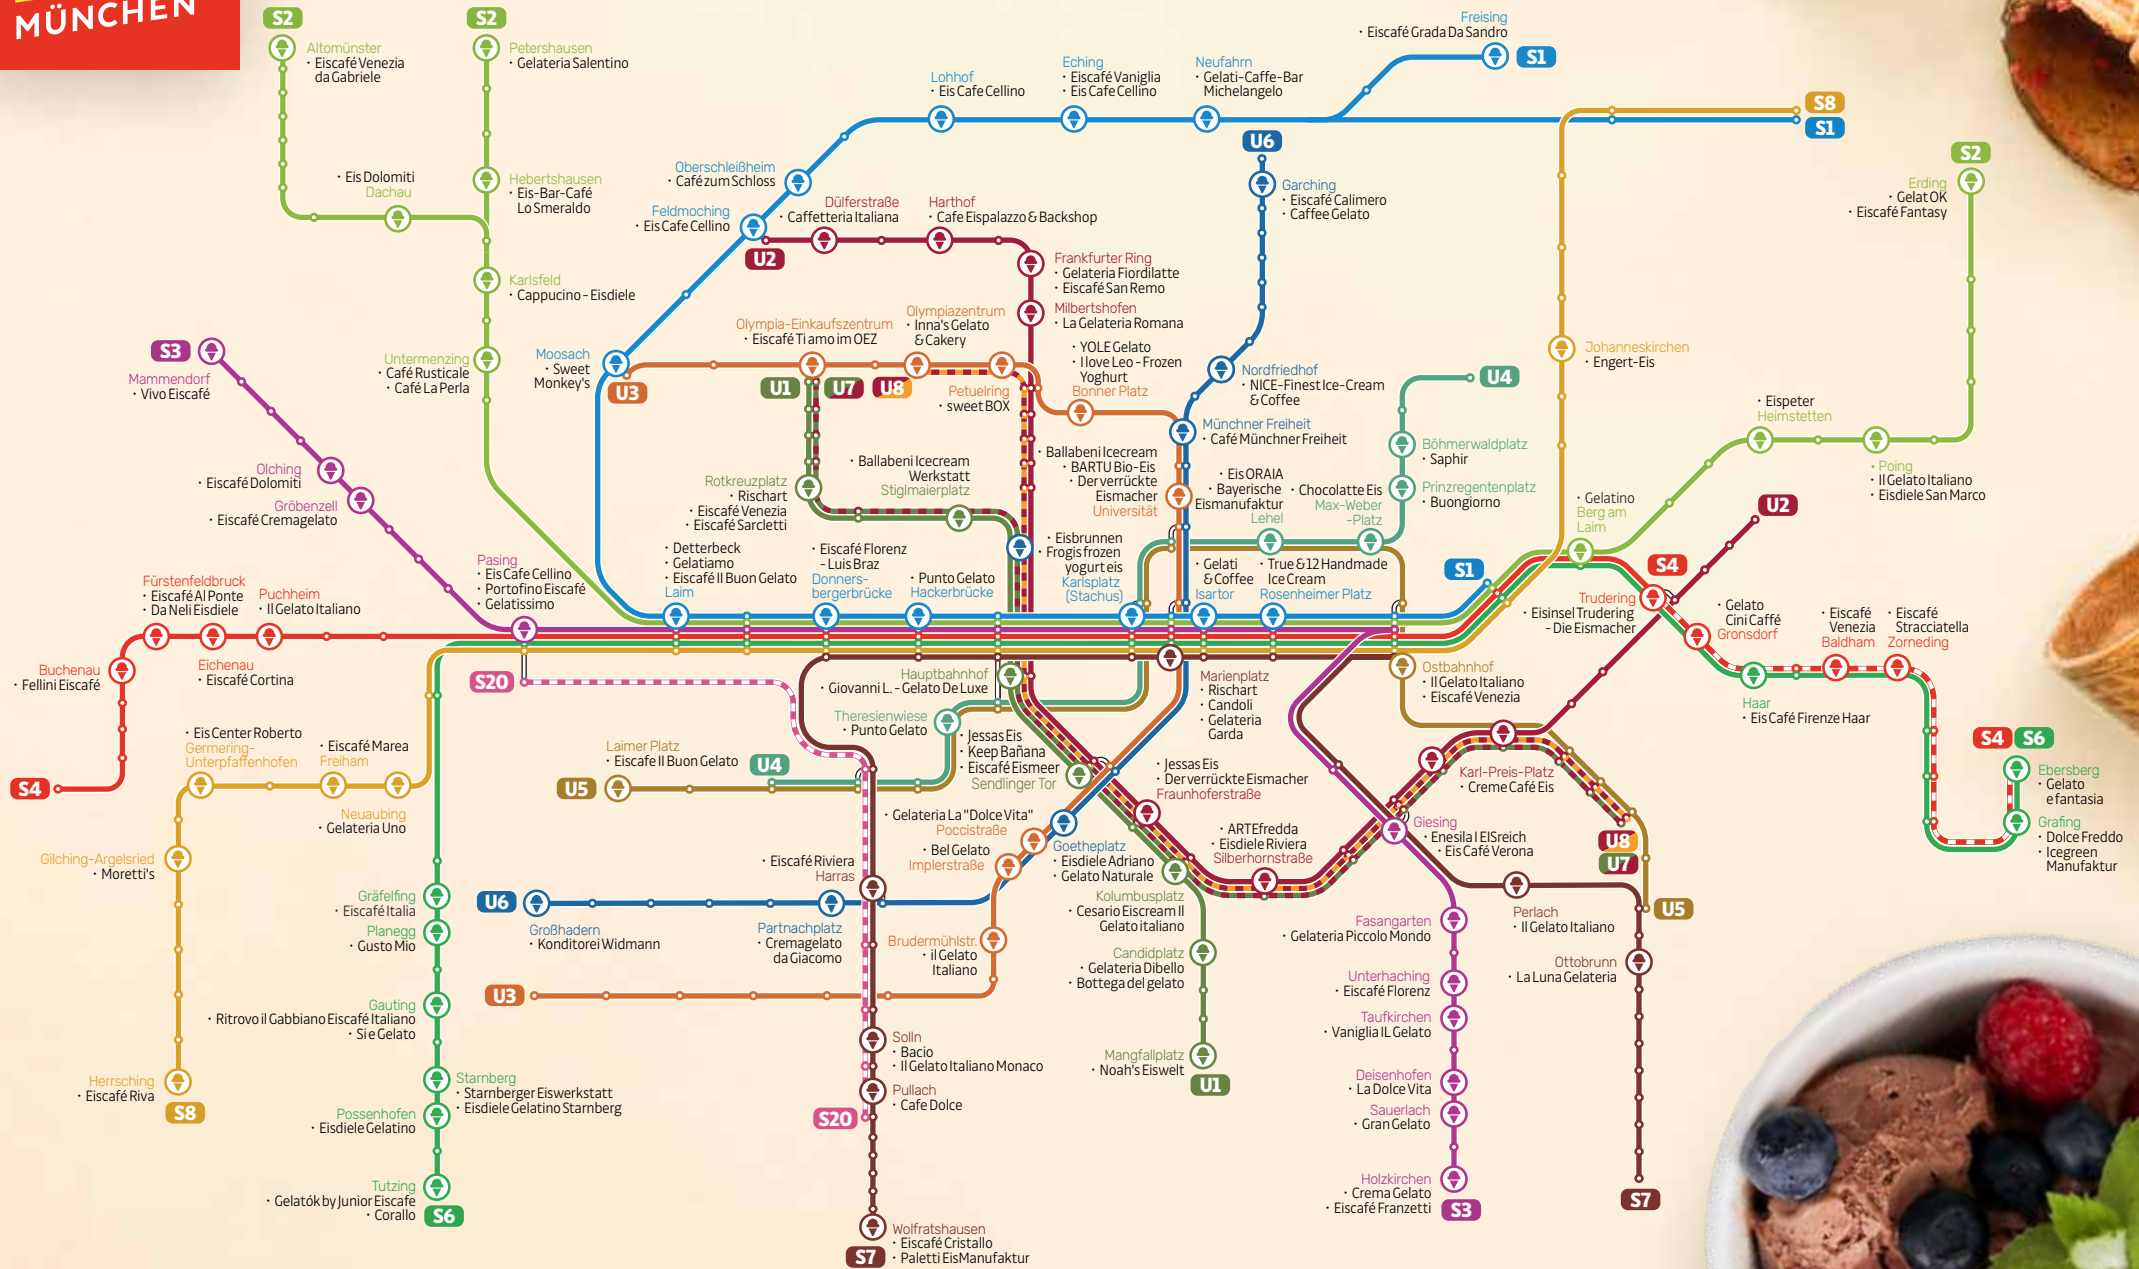 MÜNCHEN
S2
Altomünster
· Eiscafé Venezia
da Gabriele
S2
Petershausen
· Gelateria Salentino
Freising
· Eiscafé Grada Da Sandro
S1
Lohhof
· Eis Cafe Cellino
Eching
· Eiscafé Vaniglia
· Eis Cafe Cellino
Neufahrn
· Gelati-Caffe-Bar
Michelangelo
S8
S1
U6
Garching
· Eiscafé Calimero
· Caffee Gelato
S2
Erding
· Gelat OK
· Eiscafé Fantasy
· Eis Dolomiti
Dachau
Hebertshausen
· Eis-Bar-Café
Lo Smeraldo
Oberschleißheim
· Café zum Schloss
Feldmoching
· Eis Cafe Cellino
Dülferstraße
· Caffetteria Italiana
Harthof
· Cafe Eispalazzo & Backshop
U2
Frankfurter Ring
· Gelateria Fiordilatte
· Eiscafé San Remo
Milbertshofen
· La Gelateria Romana
Karlsfeld
· Cappucino - Eisdiele
Olympia-Einkaufszentrum
· Eiscafé Ti amo im OEZ
Olympiazentrum
· Inna's Gelato
& Cakery
S3
Mammendorf
· Vivo Eiscafé
Untermenzing
· Café Rusticale
· Café La Perla
Moosach
· Sweet
Monkey's
U3
U1
U7
U8
Petuelring
· sweet BOX
· YOLE Gelato
· I love Leo - Frozen
Yoghurt
Bonner Platz
Nordfriedhof
· NICE-Finest Ice-Cream
& Coffee
U4
Johanneskirchen
· Engert-Eis
Münchner Freiheit
· Café Münchner Freiheit
· Eispeter
Heimstetten
Böhmerwaldplatz
· Saphir
Olching
· Eiscafé Dolomiti
Gröbenzell
· Eiscafé Cremagelato
· Ballabeni Icecream
Werkstatt
Stiglmaierplatz
Rotkreuzplatz
· Rischart
· Eiscafé Venezia
· Eiscafé Sarcletti
· Ballabeni Icecream
· BARTU Bio-Eis
· Der verrückte
Eismacher
Universität
· Eis ORAIA
· Bayerische
Eismanufaktur
Lehel
· Chocolatte Eis
Max-Weber
-Platz
Prinzregentenplatz
· Buongiorno
· Poing
· Il Gelato Italiano
· Eisdiele San Marco
· Gelatino
Berg am
Laim
U2
Pasing
· Eis Cafe Cellino
· Portofino Eiscafé
· Gelatissimo
· Detterbeck
· Gelatiamo
· Eiscafé II Buon Gelato
Laim
· Eiscafé Florenz
- Luis Braz
Donners-
bergerbrücke
· Punto Gelato
Hackerbrücke
· Eisbrunnen
· Frogis frozen
yogurt eis
Karlsplatz
(Stachus)
· Gelati
& Coffee
Isartor
· True & 12 Handmade
Ice Cream
Rosenheimer Platz
S1
S4
Trudering
· Eisinsel Trudering
- Die Eismacher
· Gelato
Cini Caffé
Gronsdorf
· Eiscafé
Venezia
Baldham
· Eiscafé
Stracciatella
Zorneding
Fürstenfeldbruck
· Eiscafé Al Ponte
· Da Neli Eisdiele
Puchheim
· Il Gelato Italiano
Buchenau
· Fellini Eiscafé
Eichenau
· Eiscafé Cortina
S20
Hauptbahnhof
· Giovanni L. - Gelato De Luxe
Marienplatz
· Rischart
· Candoli
· Gelateria
Garda
Ostbahnhof
· Il Gelato Italiano
· Eiscafé Venezia
Haar
· Eis Café Firenze Haar
Theresienwiese
· Punto Gelato
· Eis Center Roberto
Germering-
Unterpfaffenhofen
· Eiscafé Marea
Freiham
Laimer Platz
· Eiscafe II Buon Gelato
U4
U5
· Jessas Eis
· Keep Bañana
· Eiscafé Eismeer
Sendlinger Tor
· Jessas Eis
· Der verrückte Eismacher
Fraunhoferstraße
Karl-Preis-Platz
· Creme Café Eis
S4
S6
Ebersberg
· Gelato
e fantasia
S4
Neuaubing
· Gelateria Uno
· Gelateria La "Dolce Vita"
Poccistraße
· Bel Gelato
Implerstraße
Goetheplatz
· Eisdiele Adriano
· Gelato Naturale
· ARTEfredda
· Eisdiele Riviera
Silberhornstraße
Giesing
· Enesila I EISreich
· Eis Café Verona
U8
U7
Grafing
· Dolce Freddo
· Icegreen
Manufaktur
Gilching-Argelsried
· Moretti's
· Eiscafé Riviera
Harras
Gräfelfing
· Eiscafé Italia
Planegg
· Gusto Mio
U6
Großhadern
· Konditorei Widmann
Partnachplatz
· Cremagelato
da Giacomo
Brudermühlstr.
· il Gelato
Italiano
Kolumbusplatz
· Cesario Eiscream II
Gelato italiano
Candidplatz
· Gelateria Dibello
· Bottega del gelato
Fasangarten
· Gelateria Piccolo Mondo
Perlach
· Il Gelato Italiano
U5
Ottobrunn
· La Luna Gelateria
Unterhaching
· Eiscafé Florenz
U3
Gauting
· Ritrovo il Gabbiano Eiscafé Italiano
· Si e Gelato
Taufkirchen
· Vaniglia IL Gelato
Solln
· Bacio
· Il Gelato Italiano Monaco
Mangfallplatz
· Noah's Eiswelt
U1
Herrsching
· Eiscafé Riva
S8
Starnberg
· Starnberger Eiswerkstatt
· Eisdiele Gelatino Starnberg
Possenhofen
· Eisdiele Gelatino
Pullach
· Cafe Dolce
S20
Deisenhofen
· La Dolce Vita
Sauerlach
· Gran Gelato
Tutzing
· Gelatók by Junior Eiscafe
· Corallo
S6
Holzkirchen
· Crema Gelato
· Eiscafé Franzetti
S3
S7
Wolfratshausen
· Eiscafé Cristallo
· Paletti EisManufaktur
S7